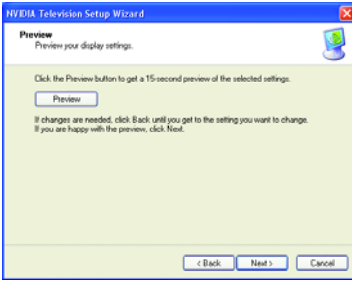 NVIDIA Television Setup Wizard
Preview
Preview your display settings.
Click the Preview button to get a 15-second preview of the selected settings.
Preview
If changes are needed, click Back until you get to the setting you want to change.
If you are happy with the preview, click Next.
< Back
Next >
Cancel